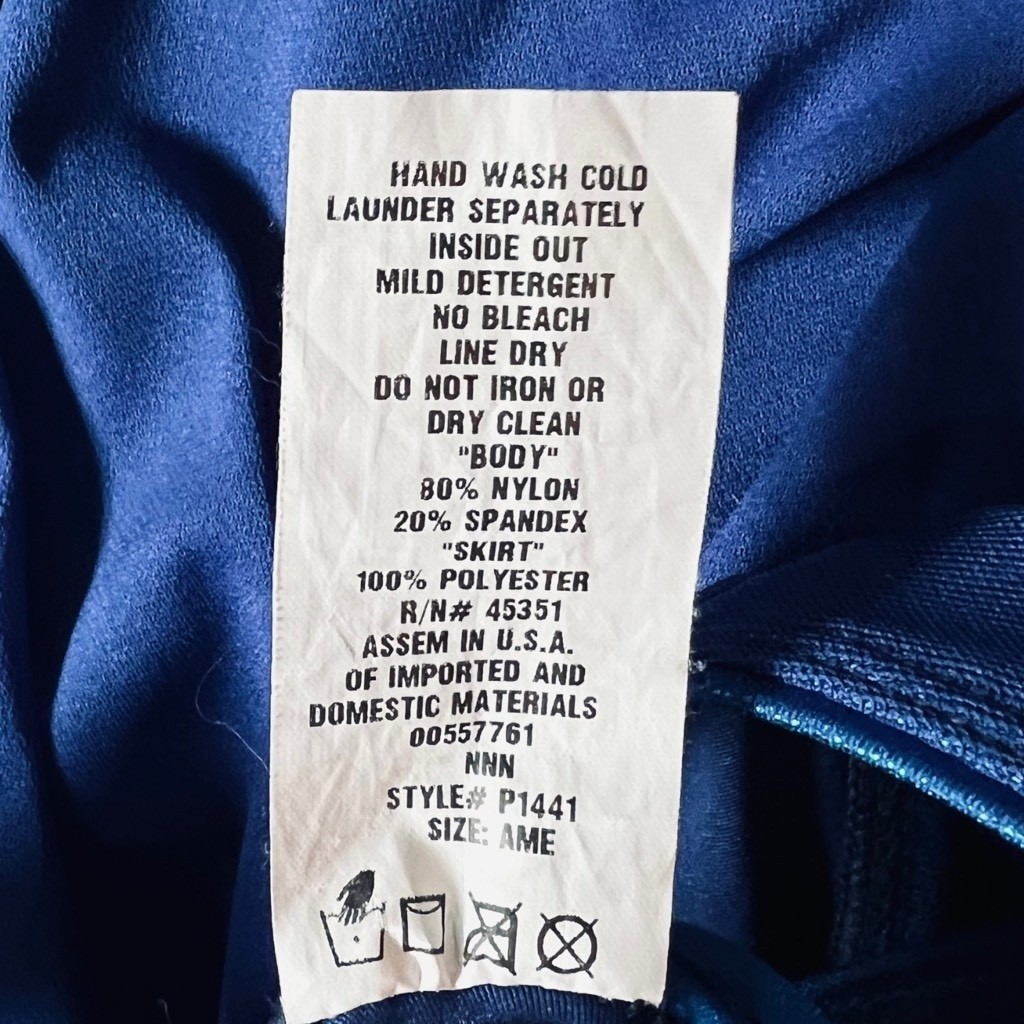 HAND WASH COLD
LAUNDER SEPARATELY
INSIDE OUT
MILD DETERGENT
NO BLEACH
LINE DRY
DO NOT IRON OR
DRY CLEAN
"BODY"
80% NYLON
20% SPANDEX
"SKIRT"
100% POLYESTER
R/N# 45351
ASSEM IN U.S.A.
OF IMPORTED AND
DOMESTIC MATERIALS
00557761
NNN
STYLE# P1441
SIZE: AME